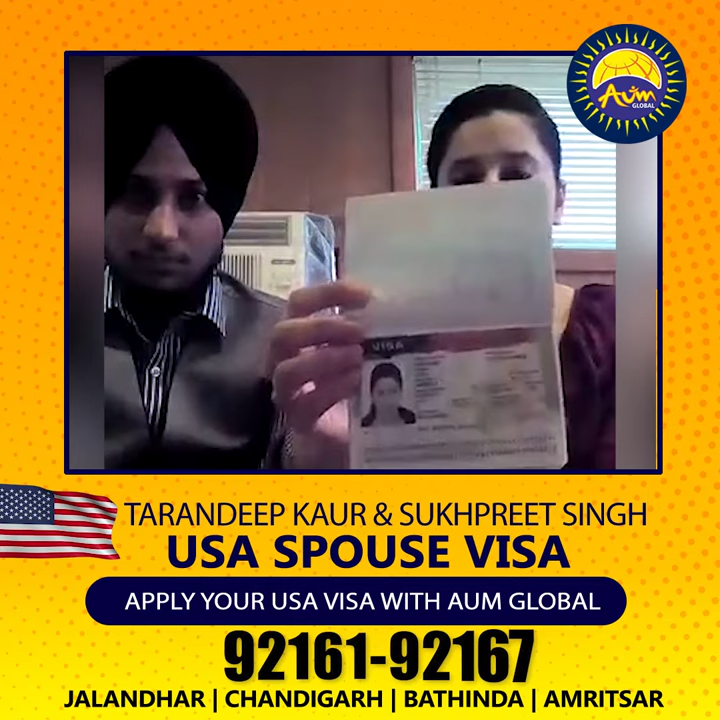 Aum
GLOBAL
VISA
TARANDEEP KAUR & SUKHPREET SINGH
USA SPOUSE VISA
APPLY YOUR USA VISA WITH AUM GLOBAL
92161-92167
JALANDHAR | CHANDIGARH | BATHINDA | AMRITSAR